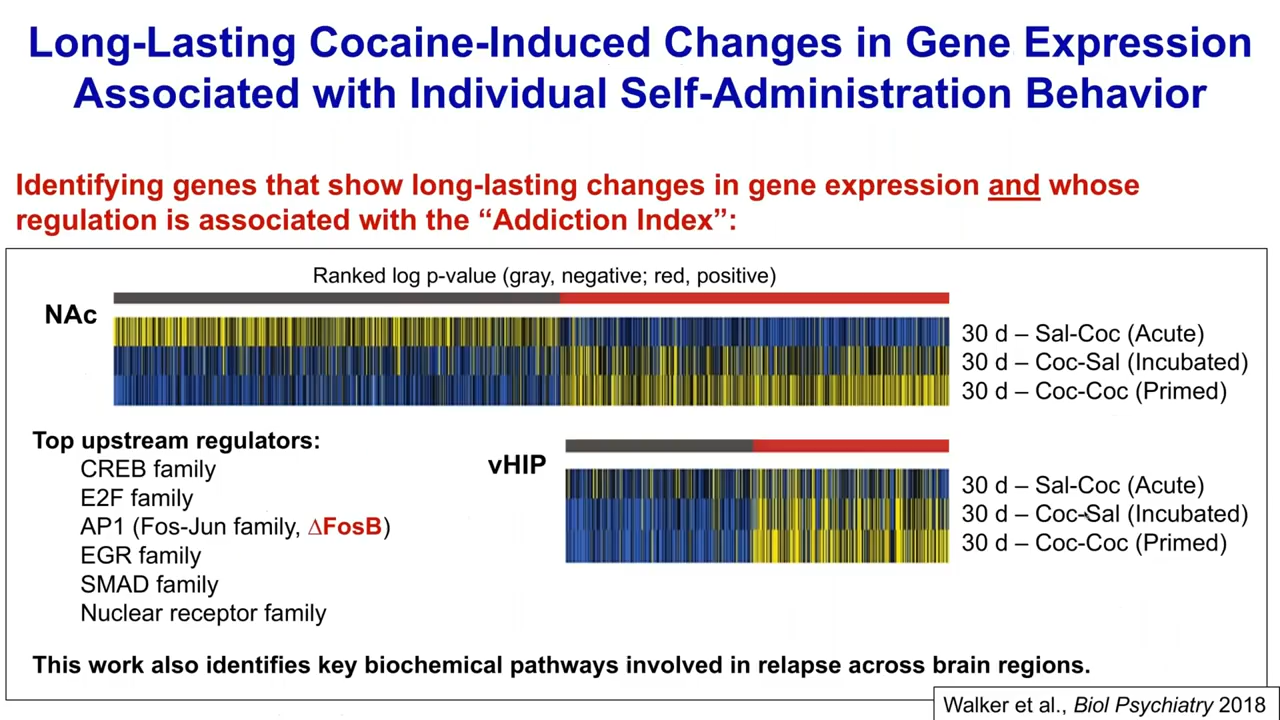 Long-Lasting Cocaine-Induced Changes in Gene Expression
Associated with Individual Self-Administration Behavior
Identifying genes that show long-lasting changes in gene expression and whose
regulation is associated with the “Addiction Index”:
Ranked log p-value (gray, negative; red, positive)
NAc
30 d – Sal-Coc (Acute)
30 d – Coc-Sal (Incubated)
30 d – Coc-Coc (Primed)
Top upstream regulators:
CREB family
E2F family
AP1 (Fos-Jun family, ΔFosB)
EGR family
SMAD family
Nuclear receptor family
vHIP
30 d – Sal-Coc (Acute)
30 d – Coc-Sal (Incubated)
30 d – Coc-Coc (Primed)
This work also identifies key biochemical pathways involved in relapse across brain regions.
Walker et al., Biol Psychiatry 2018